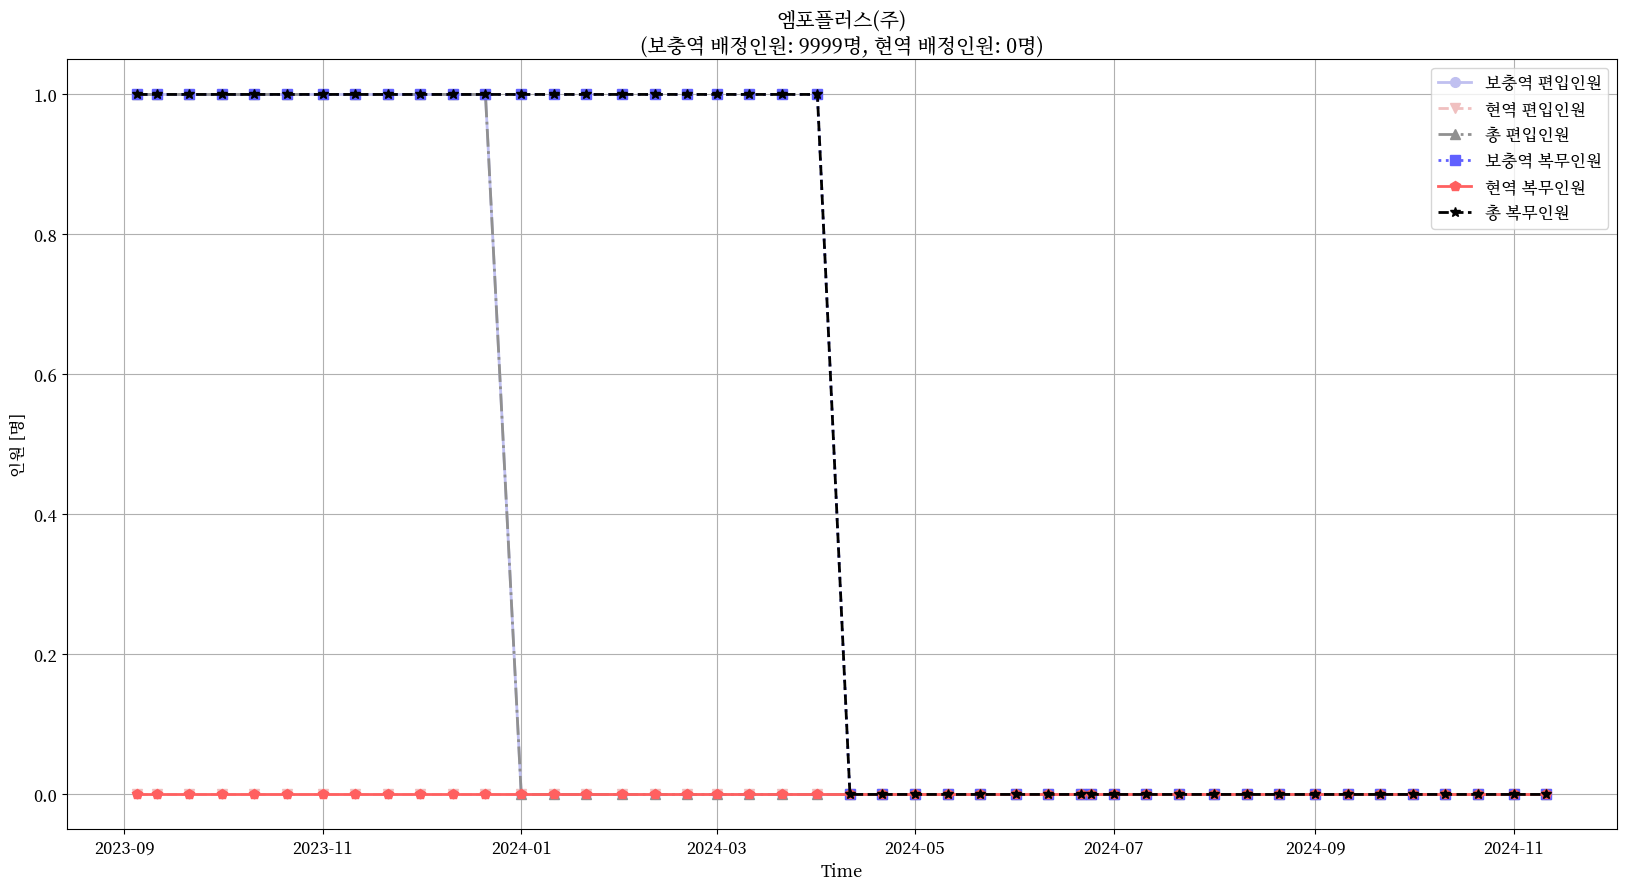 엠포플러스(주)
(보충역 배정인원: 9999명, 현역 배정인원: 0명)
보충역 편입인원
현역 편입인원
총 편입인원
보충역 복무인원
현역 복무인원
총 복무인원
1.0
0.8
0.6
0.4
0.2
0.0
인원 [명]
2023-09
2023-11
2024-01
2024-03
2024-05
2024-07
2024-09
2024-11
Time